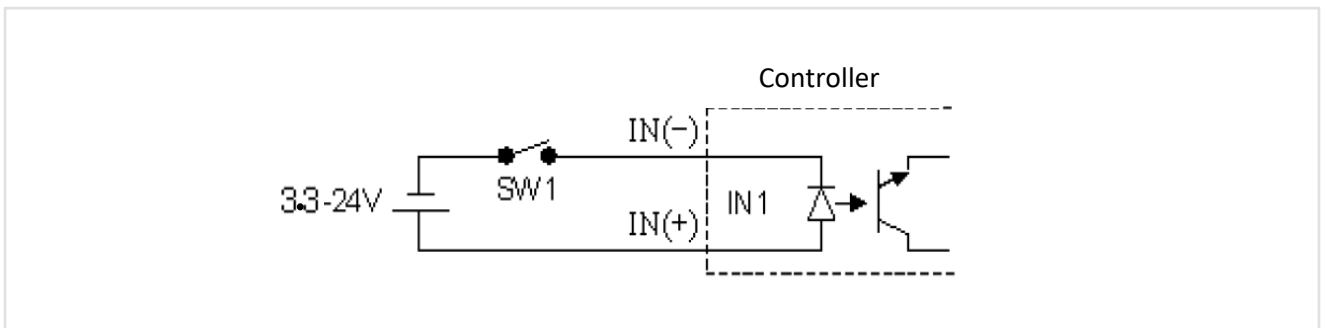 Controller
IN(-)
SW1
3.3-24V
IN1
IN(+)